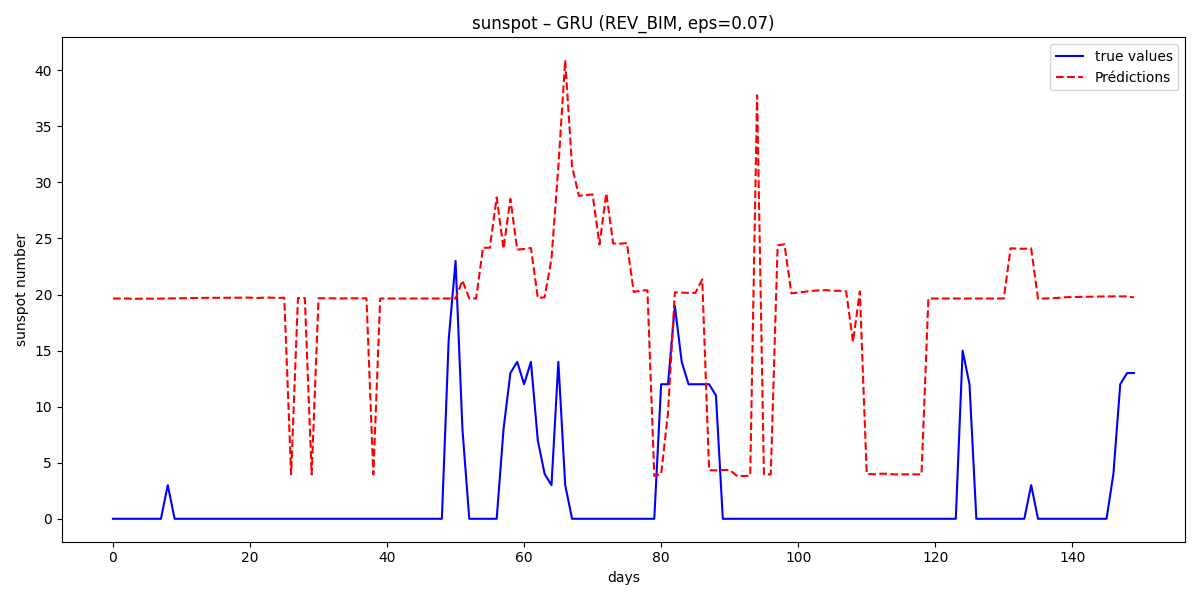 sunspot – GRU (REV_BIM, eps=0.07)
true values
Prédictions
sunspot number
40
35
30
25
20
15
10
5
0
0 20 40 60 80 100 120 140
days